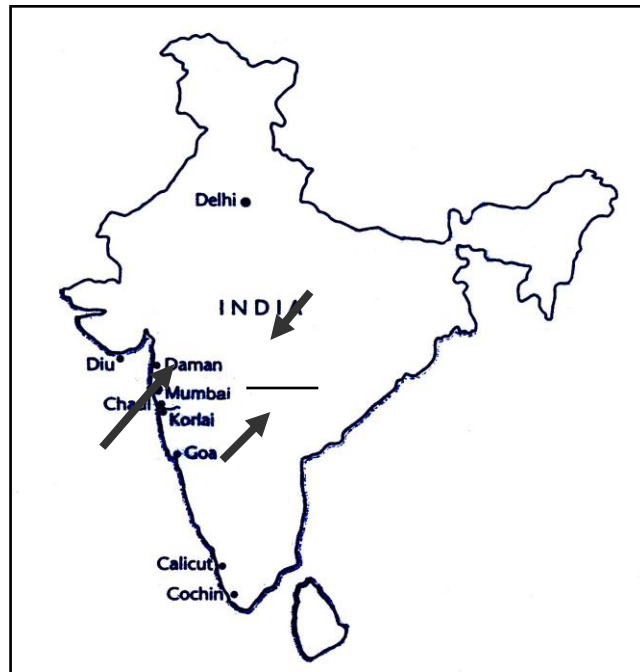 Delhi
INDIA
Diu
Daman
Mumbai
Chaul
Korlai
Goa
Calicut
Cochin